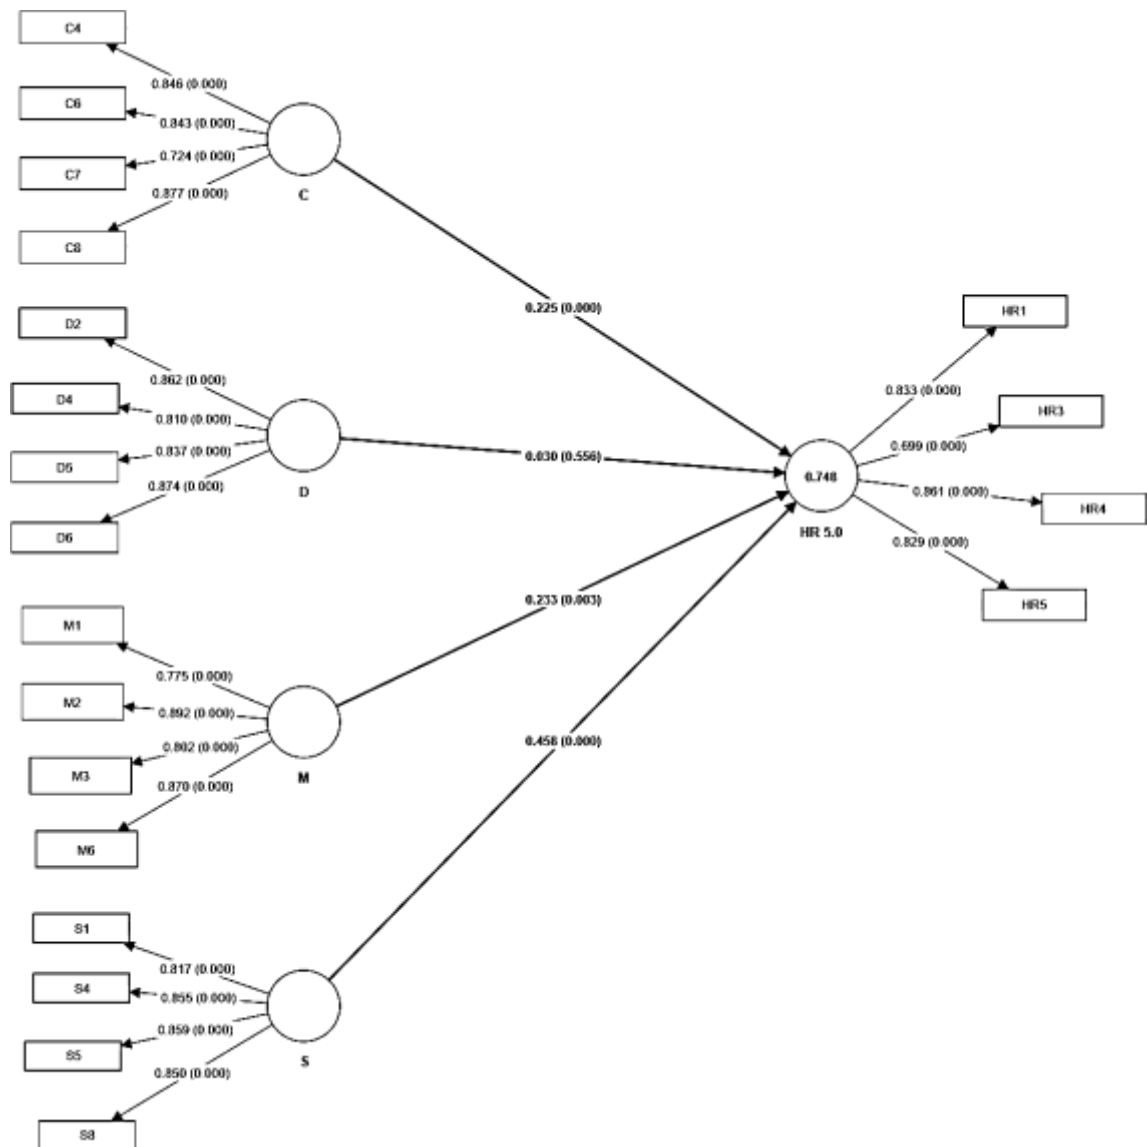 C4
0.846 (0.000)
C6
0.843 (0.000)
0.724 (0.000)
C7
0.877 (0.000)
C
C8
0.225 (0.000)
HR1
D2
0.862 (0.000)
0.833 (0.000)
D4
0.810 (0.000)
HR3
0.837 (0.000)
0.699 (0.000)
D5
0.030 (0.556)
0.874 (0.000)
D
0.748
0.861 (0.000)
HR4
D6
HR 5.0
0.829 (0.000)
0.233 (0.003)
HR5
M1
0.775 (0.000)
M2
0.892 (0.000)
0.802 (0.000)
0.458 (0.000)
M3
M
0.870 (0.000)
M6
S1
0.817 (0.000)
S4
0.855 (0.000)
0.859 (0.000)
S5
S
0.850 (0.000)
S8